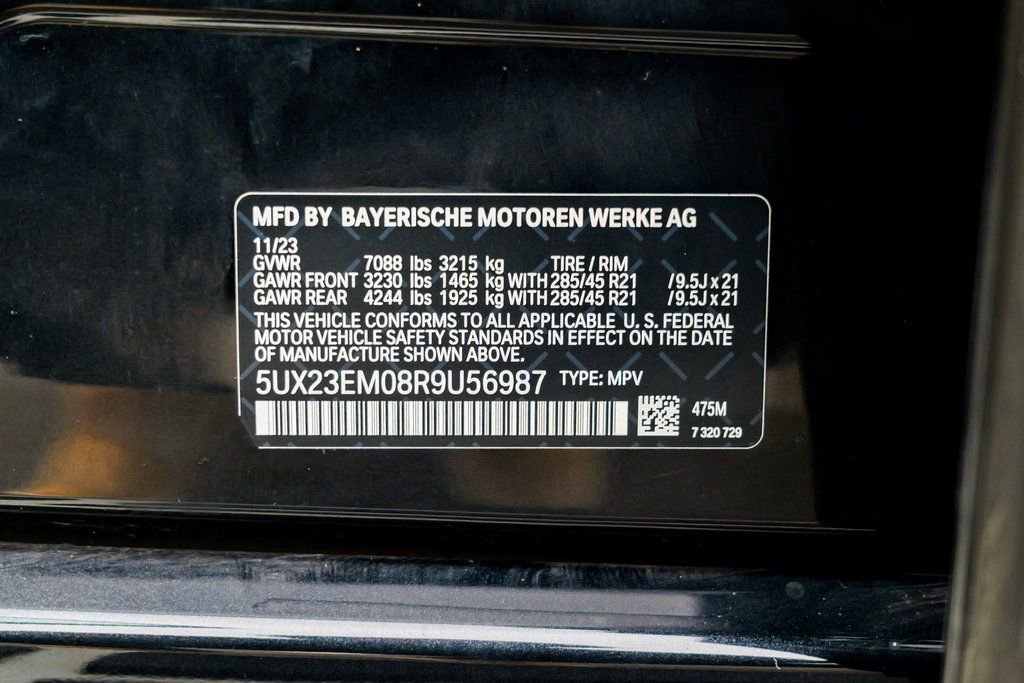 MFD BY BAYERISCHE MOTOREN WERKE AG
11/23
GVWR 7088 lbs 3215 kg TIRE / RIM
GAWR FRONT 3230 lbs 1465 kg WITH 285/45 R21 /9.5J x 21
GAWR REAR 4244 lbs 1925 kg WITH 285/45 R21 /9.5J x 21
THIS VEHICLE CONFORMS TO ALL APPLICABLE U. S. FEDERAL
MOTOR VEHICLE SAFETY STANDARDS IN EFFECT ON THE DATE
OF MANUFACTURE SHOWN ABOVE.
5UX23EM08R9U56987 TYPE: MPV
475M
7 320 729